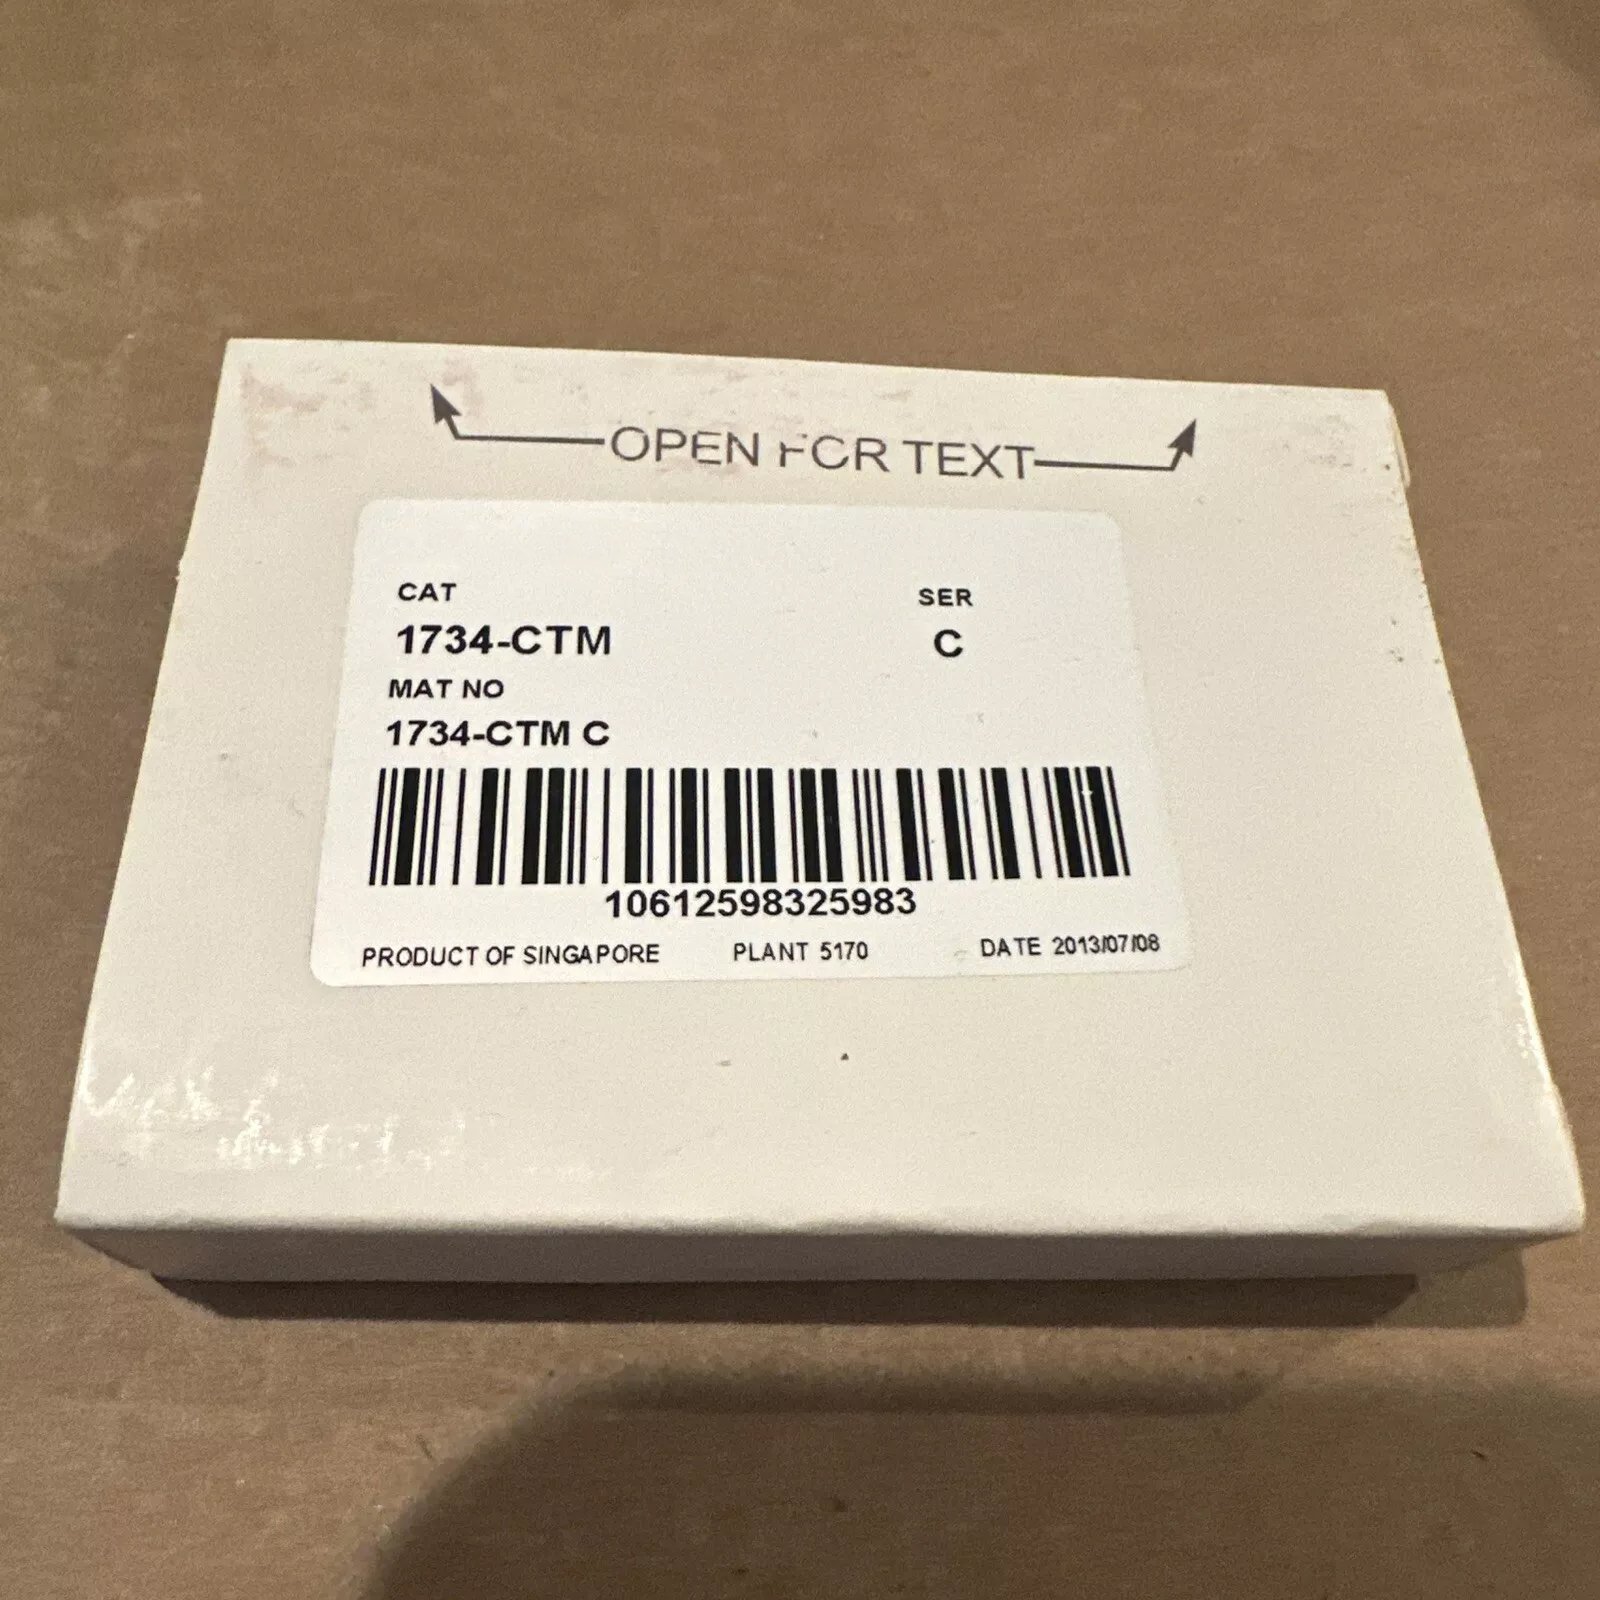 OPEN FOR TEXT
CAT SER
1734-CTM C
MAT NO
1734-CTM C
10612598325983
PRODUCT OF SINGAPORE PLANT 5170 DATE 2013/07/08